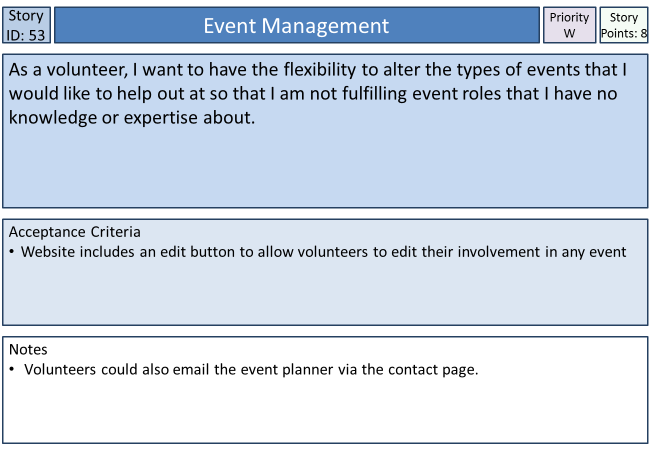 Story
ID: 53
Event Management
Priority
W
Story
Points: 8
As a volunteer, I want to have the flexibility to alter the types of events that I
would like to help out at so that I am not fulfilling event roles that I have no
knowledge or expertise about.
Acceptance Criteria
• Website includes an edit button to allow volunteers to edit their involvement in any event
Notes
• Volunteers could also email the event planner via the contact page.